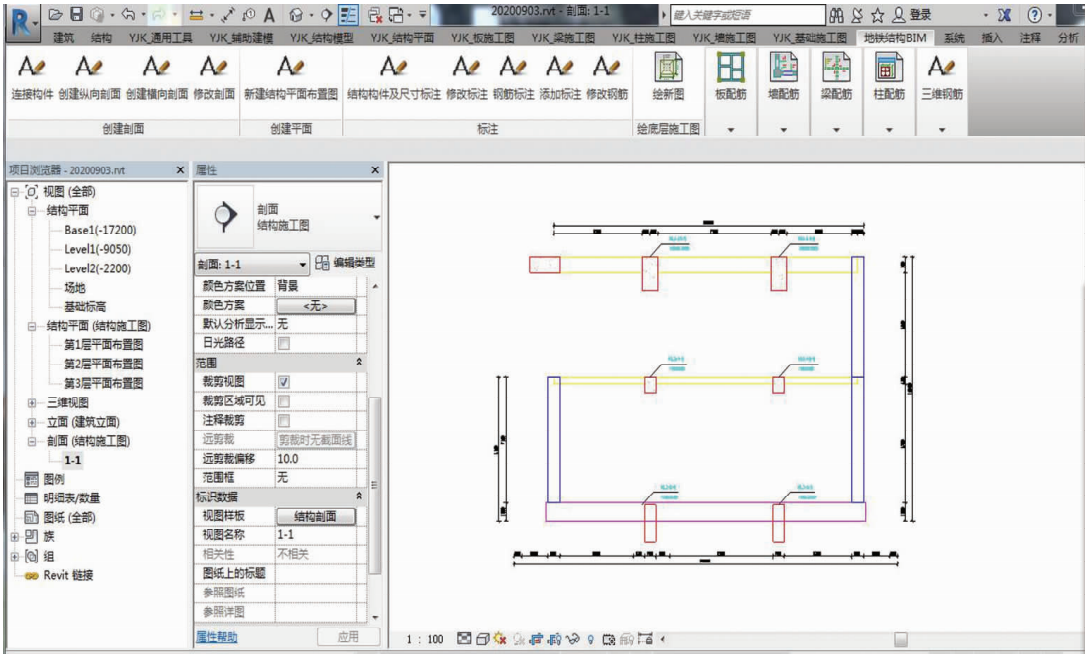 20200903.rvt - 剖面: 1-1
键入关键字或短语
登录
建筑 结构 YJK_通用工具 YJK_辅助建模 YJK_结构模型 YJK_结构平面 YJK_板施工图 YJK_梁施工图 YJK_柱施工图 YJK_墙施工图 YJK_基础施工图 地铁结构BIM 系统 插入 注释 分析
连接构件 创建纵向剖面 创建横向剖面 修改剖面 新建结构平面布置图 结构构件及尺寸标注 修改标注 钢筋标注 添加标注 修改钢筋 绘新图 板配筋 墙配筋 梁配筋 柱配筋 三维钢筋
创建剖面 创建平面 标注 绘底层施工图
项目浏览器 - 20200903.rvt
视图 (全部)
结构平面
Base1(-17200)
Level1(-9050)
Level2(-2200)
场地
基础标高
结构平面 (结构施工图)
第1层平面布置图
第2层平面布置图
第3层平面布置图
三维视图
立面 (建筑立面)
剖面 (结构施工图)
1-1
图例
明细表/数量
图纸 (全部)
族
组
Revit 链接
属性
剖面
结构施工图
剖面: 1-1 编辑类型
颜色方案位置 背景
颜色方案 <无>
默认分析显示... 无
日光路径
范围
裁剪视图
裁剪区域可见
注释裁剪
远剪裁 剪裁时无截面线
远剪裁偏移 10.0
范围框 无
标识数据
视图样板 结构剖面
视图名称 1-1
相关性 不相关
图纸上的标题
参照图纸
参照详图
属性帮助 应用
1 : 100